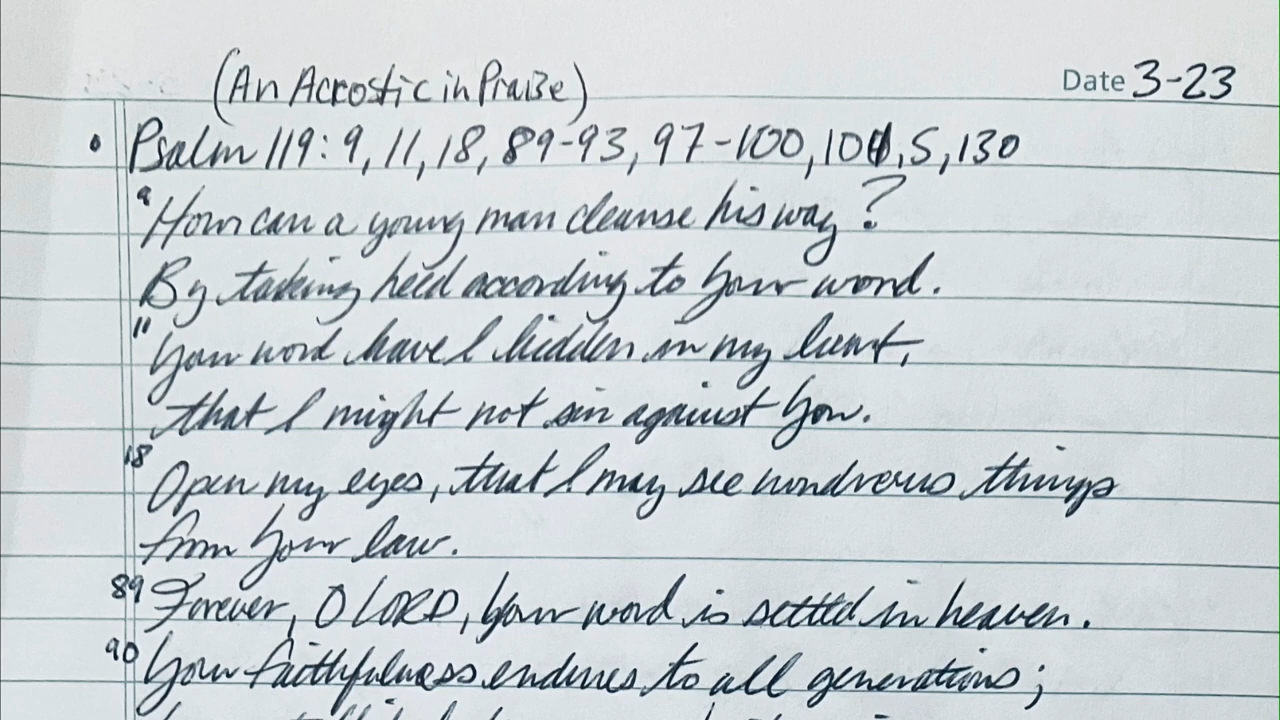 (An Acrostic in Praise)
Date 3-23
• Psalm 119: 9, 11, 18, 89-93, 97-100, 101, 5, 130
9 How can a young man cleanse his way?
By taking heed according to Your word.
11 Your word have I hidden in my heart,
that I might not sin against You.
18 Open my eyes, that I may see wondrous things
from Your law.
89 Forever, O LORD, Your word is settled in heaven.
90 Your faithfulness endures to all generations;